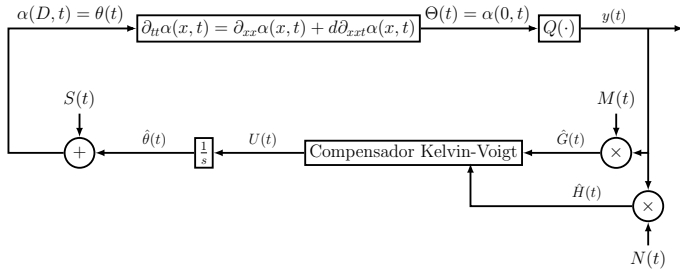 α(D, t) = θ(t)
∂ₜₜα(x, t) = ∂ₓₓα(x, t) + d∂ₓₓₜα(x, t)
Θ(t) = α(0, t)
Q(·)
y(t)
S(t)
M(t)
+
θ̂(t)
1/s
U(t)
Compensador Kelvin-Voigt
Ĝ(t)
×
Ĥ(t)
×
N(t)